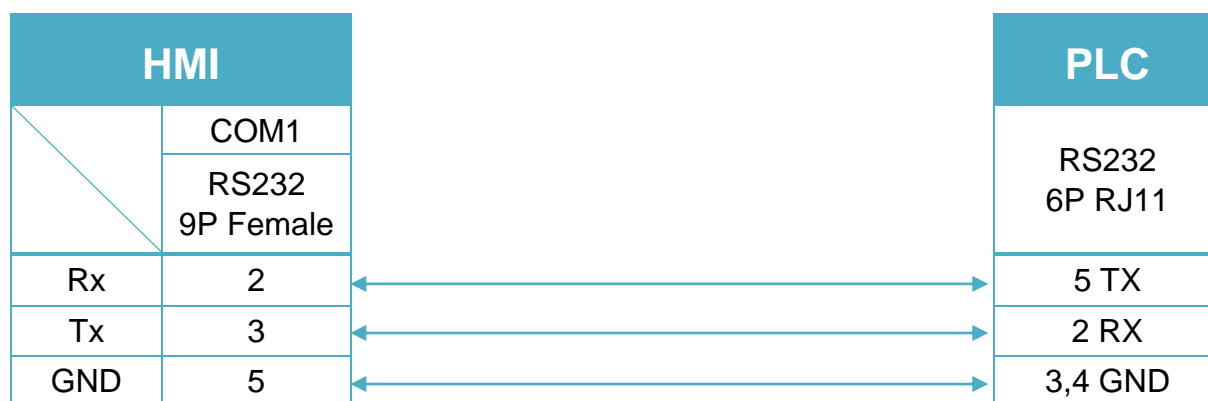 HMI
PLC
COM1
RS232
9P Female
RS232
6P RJ11
Rx 2 5 TX
Tx 3 2 RX
GND 5 3,4 GND